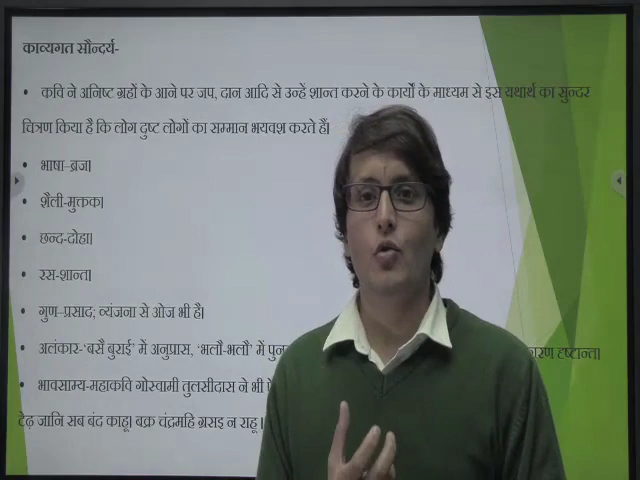 काव्यगत सौन्दर्य-
• कवि ने अनिष्ट ग्रहों के आने पर जप, दान आदि से उन्हें शान्त करने के कार्यों के माध्यम से इस यथार्थ का सुन्दर
चित्रण किया है कि लोग दुष्ट लोगों का सम्मान भयवश करते हैं।
• भाषा–ब्रज।
• शैली-मुक्तक।
• छन्द-दोहा।
• रस-शान्त।
• गुण–प्रसाद; व्यंजना से ओज भी है।
• अलंकार-‘बसै बुराई’ में अनुप्रास, ‘भलौ-भलौ’ में दृष्टान्त।
• भावसाम्य-महाकवि गोस्वामी तुलसीदास ने भी
टेढ़ जानि सब बंद काहू। बक्र चंद्रमहि ग्रसइ न राहू।